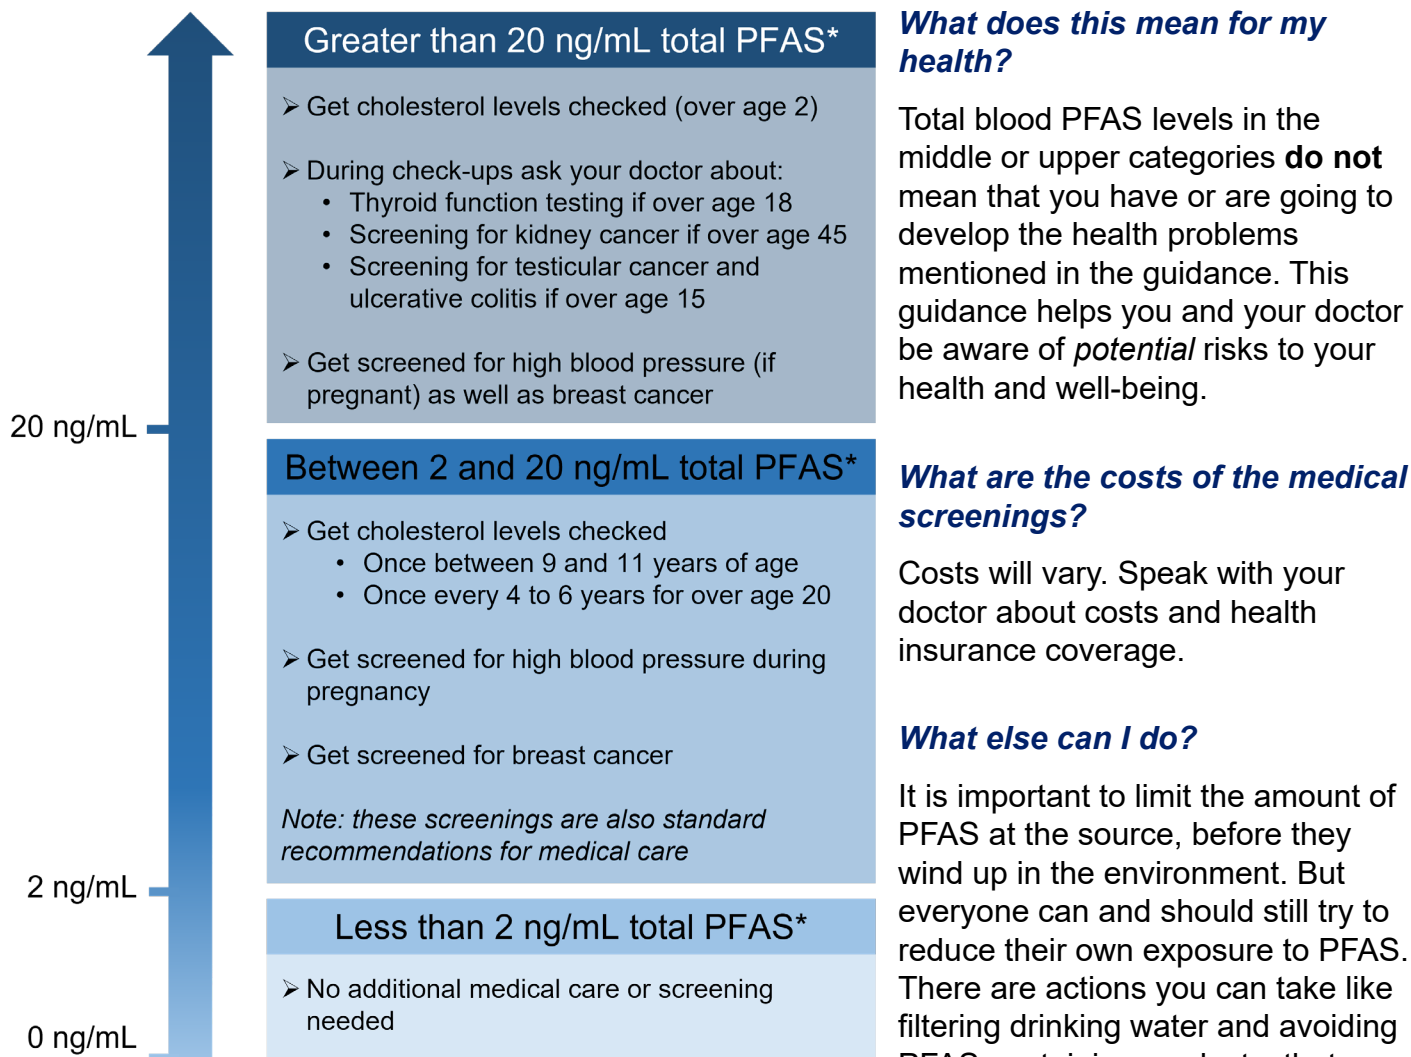 Greater than 20 ng/mL total PFAS*
➢ Get cholesterol levels checked (over age 2)
➢ During check-ups ask your doctor about:
• Thyroid function testing if over age 18
• Screening for kidney cancer if over age 45
• Screening for testicular cancer and
ulcerative colitis if over age 15
➢ Get screened for high blood pressure (if
pregnant) as well as breast cancer
20 ng/mL
Between 2 and 20 ng/mL total PFAS*
➢ Get cholesterol levels checked
• Once between 9 and 11 years of age
• Once every 4 to 6 years for over age 20
➢ Get screened for high blood pressure during
pregnancy
➢ Get screened for breast cancer
Note: these screenings are also standard
recommendations for medical care
2 ng/mL
Less than 2 ng/mL total PFAS*
➢ No additional medical care or screening
needed
0 ng/mL
What does this mean for my
health?
Total blood PFAS levels in the
middle or upper categories do not
mean that you have or are going to
develop the health problems
mentioned in the guidance. This
guidance helps you and your doctor
be aware of potential risks to your
health and well-being.
What are the costs of the medical
screenings?
Costs will vary. Speak with your
doctor about costs and health
insurance coverage.
What else can I do?
It is important to limit the amount of
PFAS at the source, before they
wind up in the environment. But
everyone can and should still try to
reduce their own exposure to PFAS.
There are actions you can take like
filtering drinking water and avoiding